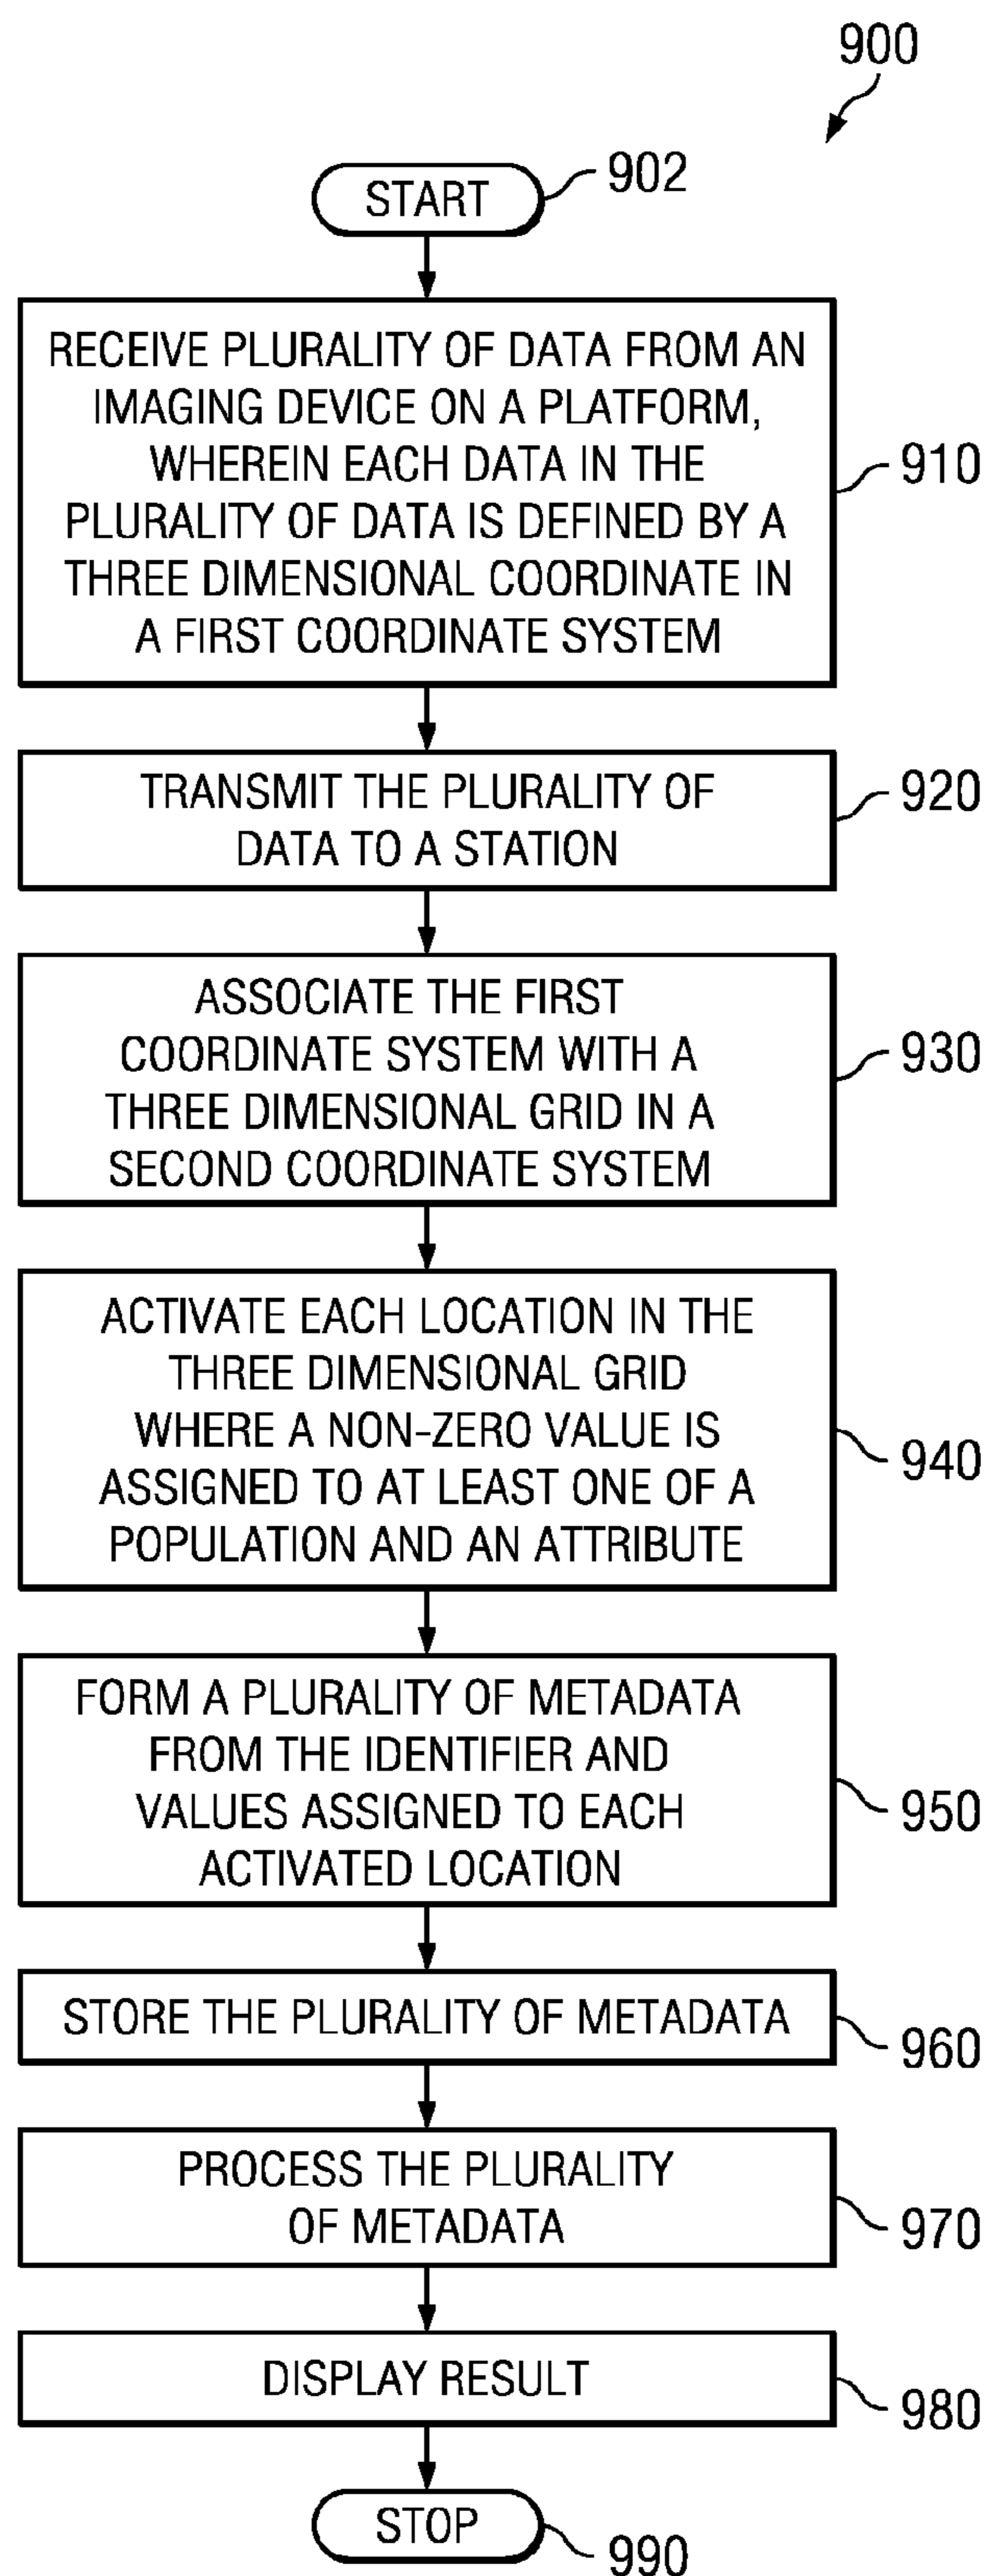 900
START
902
RECEIVE PLURALITY OF DATA FROM AN
IMAGING DEVICE ON A PLATFORM,
WHEREIN EACH DATA IN THE
PLURALITY OF DATA IS DEFINED BY A
THREE DIMENSIONAL COORDINATE IN
A FIRST COORDINATE SYSTEM
910
TRANSMIT THE PLURALITY OF
DATA TO A STATION
920
ASSOCIATE THE FIRST
COORDINATE SYSTEM WITH A
THREE DIMENSIONAL GRID IN A
SECOND COORDINATE SYSTEM
930
ACTIVATE EACH LOCATION IN THE
THREE DIMENSIONAL GRID
WHERE A NON-ZERO VALUE IS
ASSIGNED TO AT LEAST ONE OF A
POPULATION AND AN ATTRIBUTE
940
FORM A PLURALITY OF METADATA
FROM THE IDENTIFIER AND
VALUES ASSIGNED TO EACH
ACTIVATED LOCATION
950
STORE THE PLURALITY OF METADATA
960
PROCESS THE PLURALITY
OF METADATA
970
DISPLAY RESULT
980
STOP
990